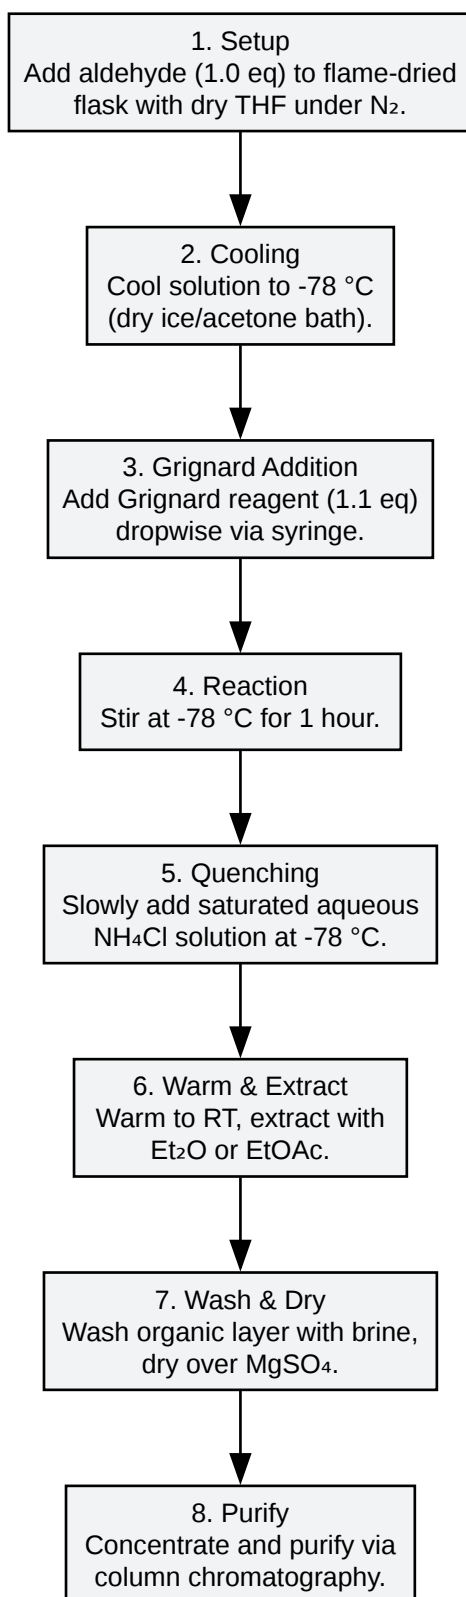 1. Setup
Add aldehyde (1.0 eq) to flame-dried
flask with dry THF under N₂.
2. Cooling
Cool solution to -78 °C
(dry ice/acetone bath).
3. Grignard Addition
Add Grignard reagent (1.1 eq)
dropwise via syringe.
4. Reaction
Stir at -78 °C for 1 hour.
5. Quenching
Slowly add saturated aqueous
NH₄Cl solution at -78 °C.
6. Warm & Extract
Warm to RT, extract with
Et₂O or EtOAc.
7. Wash & Dry
Wash organic layer with brine,
dry over MgSO₄.
8. Purify
Concentrate and purify via
column chromatography.